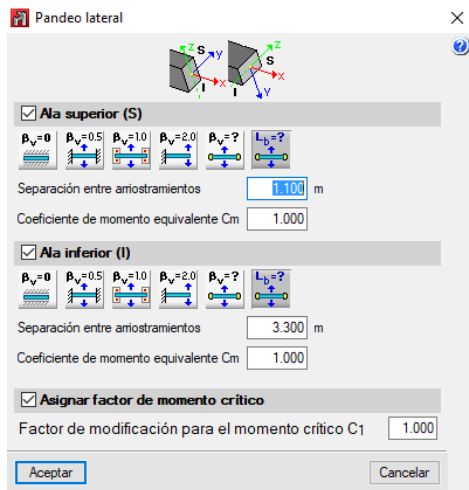 Pandeo lateral
Z S y x I
Z S x I y
Ala superior (S)
βv=0 βv=0.5 βv=1.0 βv=2.0 βv=? Lb=?
Separación entre arriostramientos 1.100 m
Coeficiente de momento equivalente Cm 1.000
Ala inferior (I)
βv=0 βv=0.5 βv=1.0 βv=2.0 βv=? Lb=?
Separación entre arriostramientos 3.300 m
Coeficiente de momento equivalente Cm 1.000
Asignar factor de momento crítico
Factor de modificación para el momento crítico C1 1.000
Aceptar Cancelar